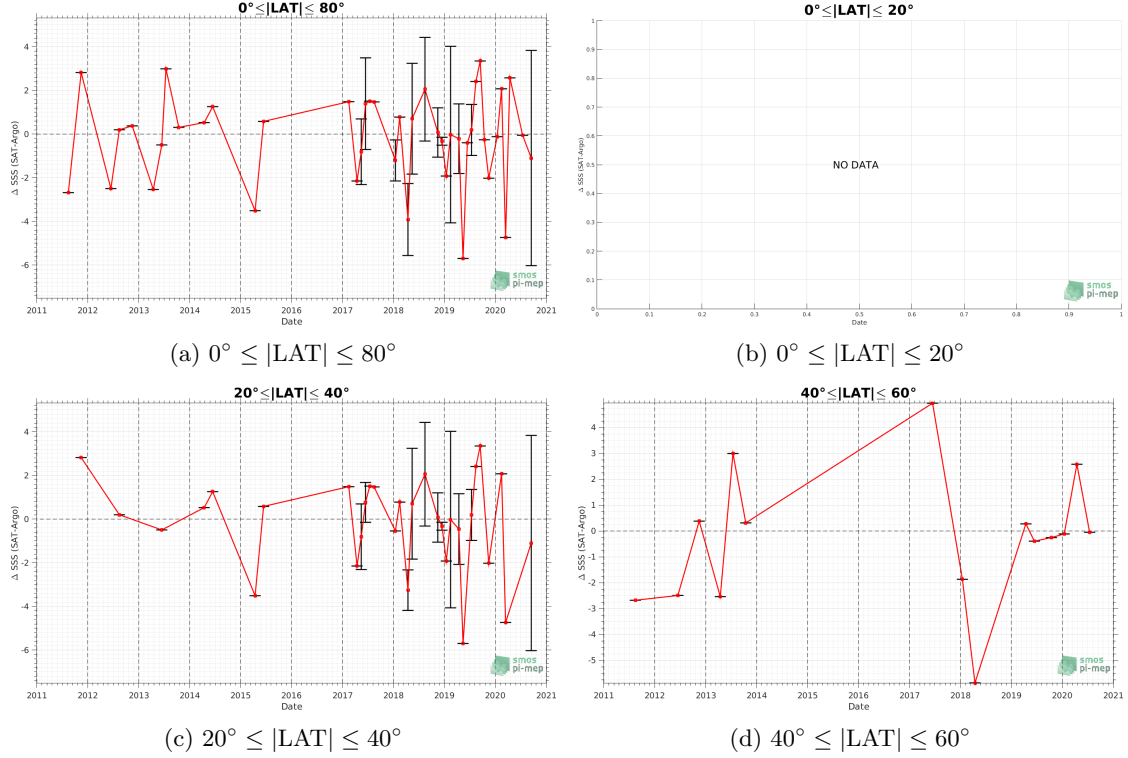 0°≤|LAT|≤ 80°
Δ SSS (SAT-Argo)
4
2
0
-2
-4
-6
2011 2012 2013 2014 2015 2016 2017 2018 2019 2020 2021
Date
smos
pi-mep
(a) 0° ≤ |LAT| ≤ 80°
0°≤|LAT|≤ 20°
Δ SSS (SAT-Argo)
1
0.9
0.8
0.7
0.6
0.5
0.4
0.3
0.2
0.1
0
NO DATA
0 0.1 0.2 0.3 0.4 0.5 0.6 0.7 0.8 0.9 1
Date
smos
pi-mep
(b) 0° ≤ |LAT| ≤ 20°
20°≤|LAT|≤ 40°
Δ SSS (SAT-Argo)
4
2
0
-2
-4
-6
2011 2012 2013 2014 2015 2016 2017 2018 2019 2020 2021
Date
smos
pi-mep
(c) 20° ≤ |LAT| ≤ 40°
40°≤|LAT|≤ 60°
Δ SSS (SAT-Argo)
4
3
2
1
0
-1
-2
-3
-4
-5
2011 2012 2013 2014 2015 2016 2017 2018 2019 2020 2021
Date
smos
pi-mep
(d) 40° ≤ |LAT| ≤ 60°